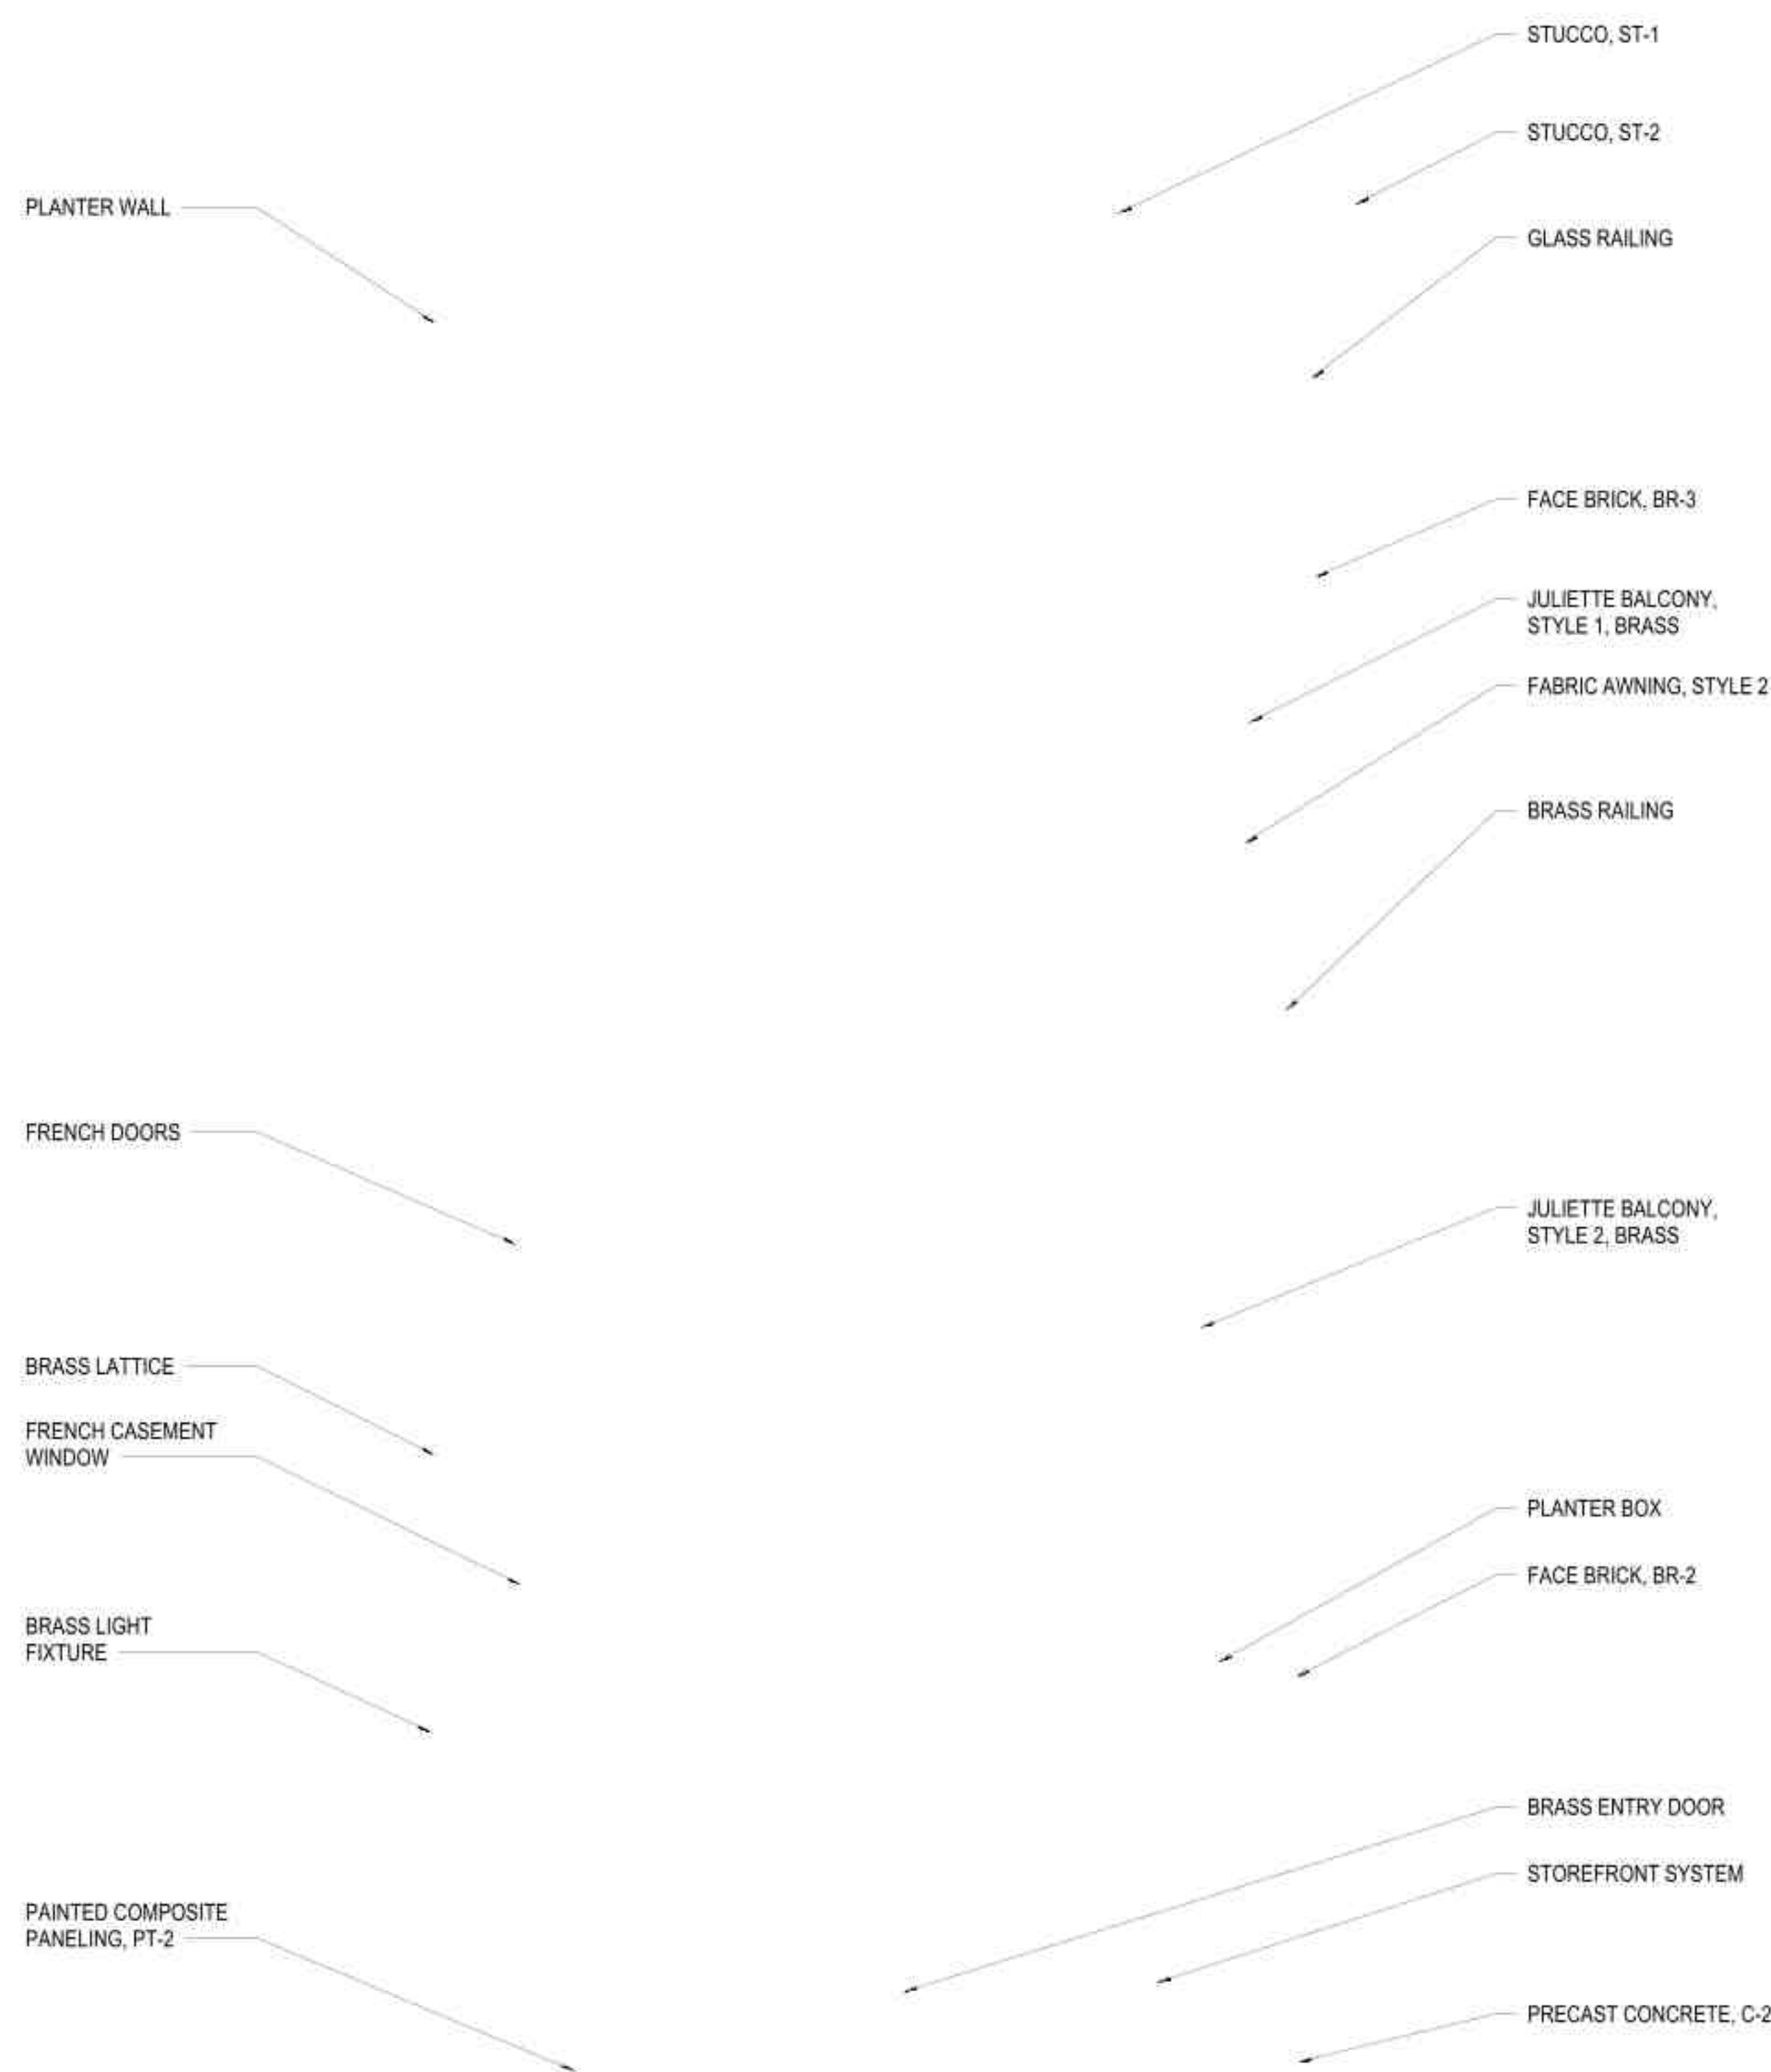 STUCCO, ST-1
STUCCO, ST-2
PLANTER WALL
GLASS RAILING
FACE BRICK, BR-3
JULIETTE BALCONY,
STYLE 1, BRASS
FABRIC AWNING, STYLE 2
BRASS RAILING
FRENCH DOORS
JULIETTE BALCONY,
STYLE 2, BRASS
BRASS LATTICE
FRENCH CASEMENT
WINDOW
PLANTER BOX
FACE BRICK, BR-2
BRASS LIGHT
FIXTURE
BRASS ENTRY DOOR
STOREFRONT SYSTEM
PAINTED COMPOSITE
PANELING, PT-2
PRECAST CONCRETE, C-2